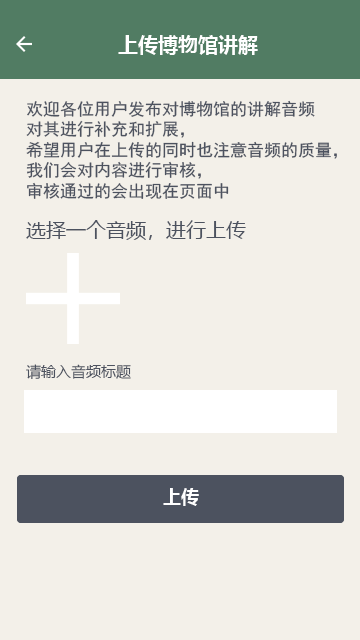 上传博物馆讲解
欢迎各位用户发布对博物馆的讲解音频
对其进行补充和扩展，
希望用户在上传的同时也注意音频的质量，
我们会对内容进行审核，
审核通过的会出现在页面中
选择一个音频，进行上传
请输入音频标题
上传